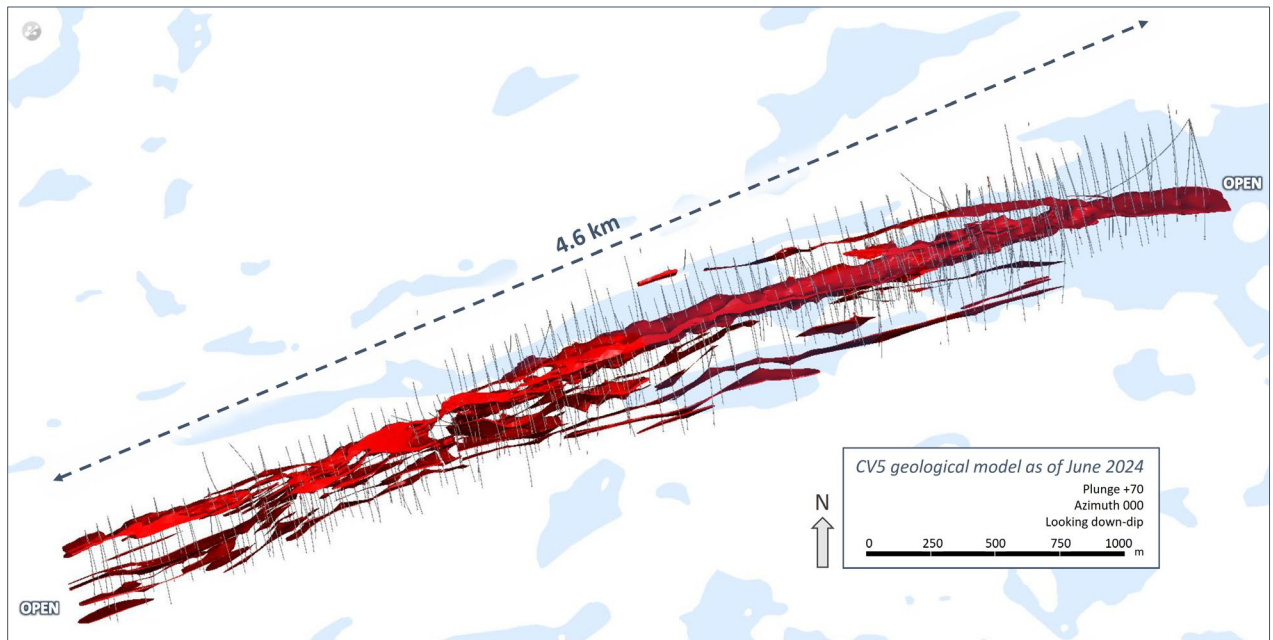 4.6 km
OPEN
CV5 geological model as of June 2024
Plunge +70
Azimuth 000
Looking down-dip
N
0 250 500 750 1000
m
OPEN